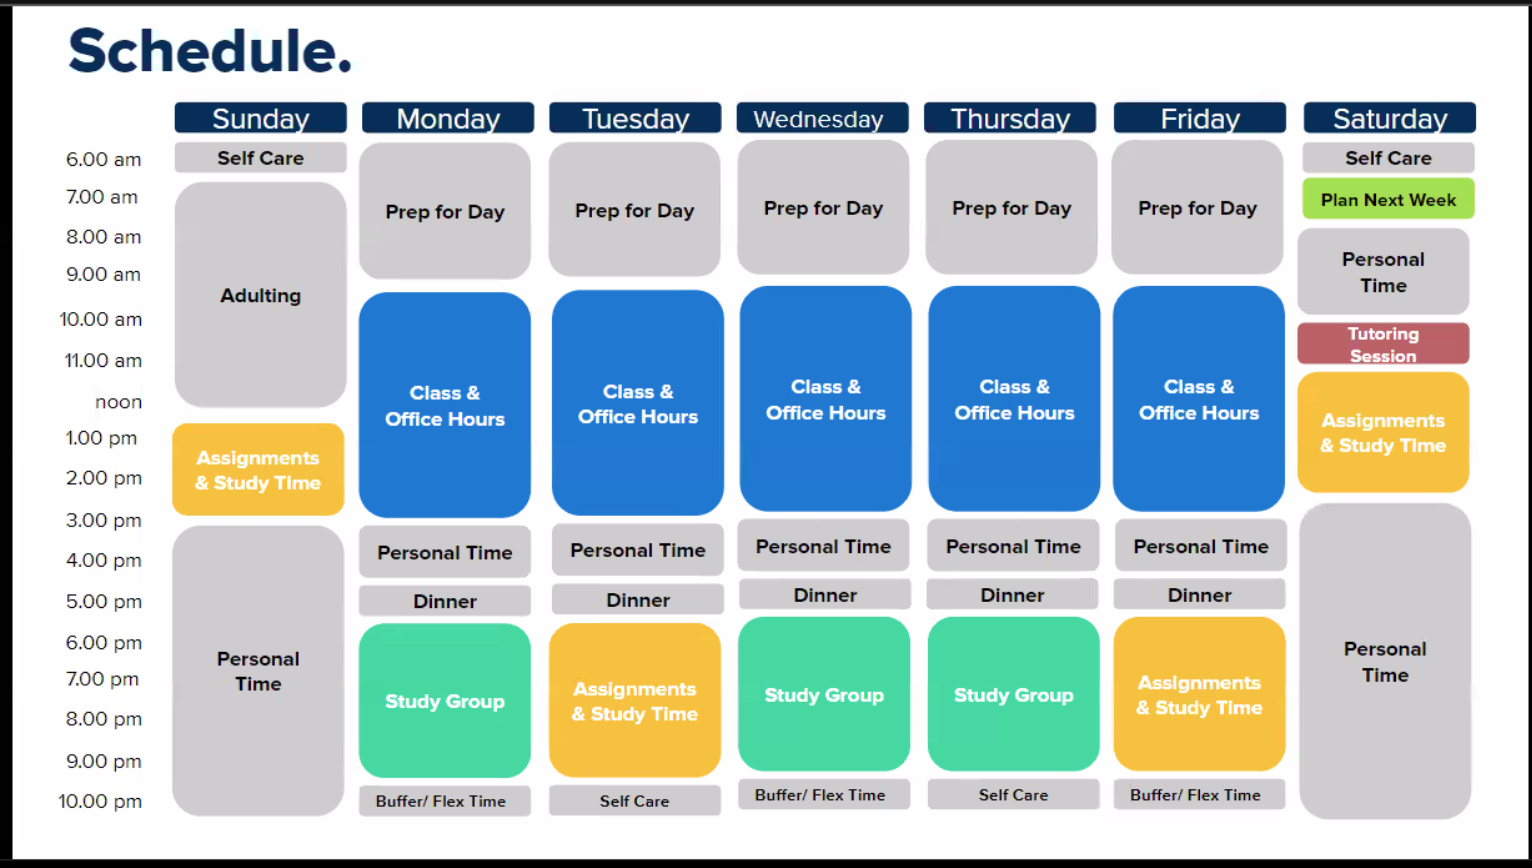 Schedule.
Sunday Monday Tuesday Wednesday Thursday Friday Saturday
6.00 am
7.00 am
8.00 am
9.00 am
10.00 am
11.00 am
noon
1.00 pm
2.00 pm
3.00 pm
4.00 pm
5.00 pm
6.00 pm
7.00 pm
8.00 pm
9.00 pm
10.00 pm
Self Care
Adulting
Assignments
& Study TIme
Personal
Time
Prep for Day
Class &
Office Hours
Personal Time
Dinner
Study Group
Buffer/ Flex Time
Prep for Day
Class &
Office Hours
Personal Time
Dinner
Assignments
& Study TIme
Self Care
Prep for Day
Class &
Office Hours
Personal Time
Dinner
Study Group
Buffer/ Flex Time
Prep for Day
Class &
Office Hours
Personal Time
Dinner
Study Group
Self Care
Prep for Day
Class &
Office Hours
Personal Time
Dinner
Assignments
& Study TIme
Buffer/ Flex Time
Self Care
Plan Next Week
Personal
Time
Tutoring
Session
Assignments
& Study TIme
Personal
Time